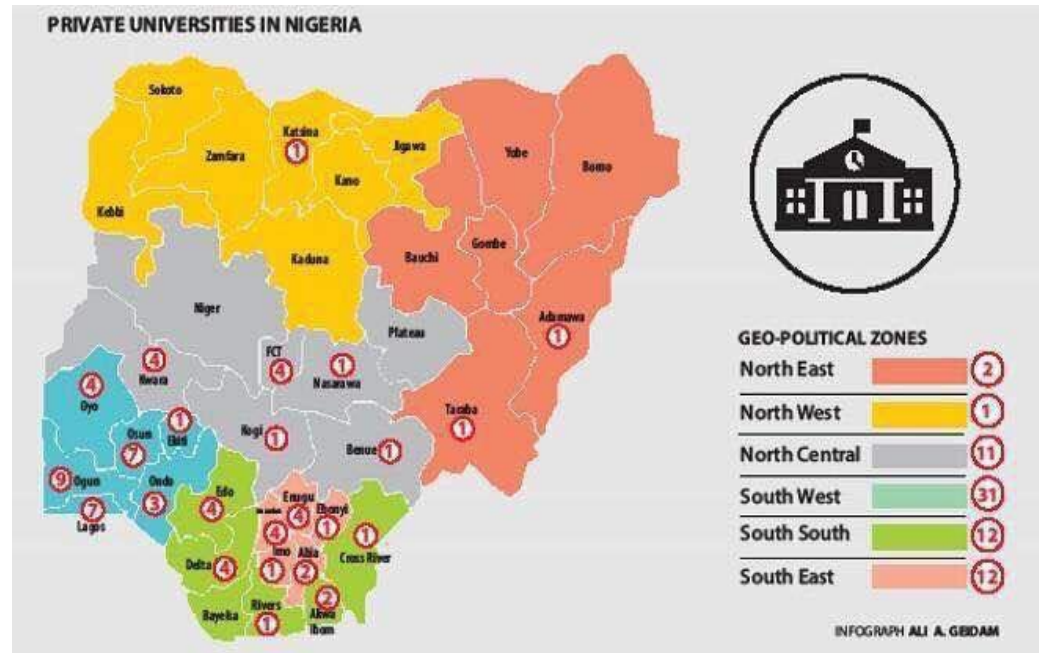 PRIVATE UNIVERSITIES IN NIGERIA
Sokoto
Katsina
1
Zamfara
Jigawa
Kano
Yobe
Borno
Kebbi
Kaduna
Bauchi
Gombe
Niger
Plateau
Adamawa
1
4
Kwara
FCT
4
1
Nasarawa
4
Oyo
Osun
7
1
Ekiti
Kogi
1
Benue
1
Taraba
1
9
Ogun
7
Lagos
Ondo
3
Edo
4
Enugu
4
Ebonyi
1
4
Imo
1
Abia
2
1
Cross River
Delta
4
Bayelsa
Rivers
1
2
Akwa
Ibom
GEO-POLITICAL ZONES
North East 2
North West 1
North Central 11
South West 31
South South 12
South East 12
INFOGRAPH ALI A. GEIDAM